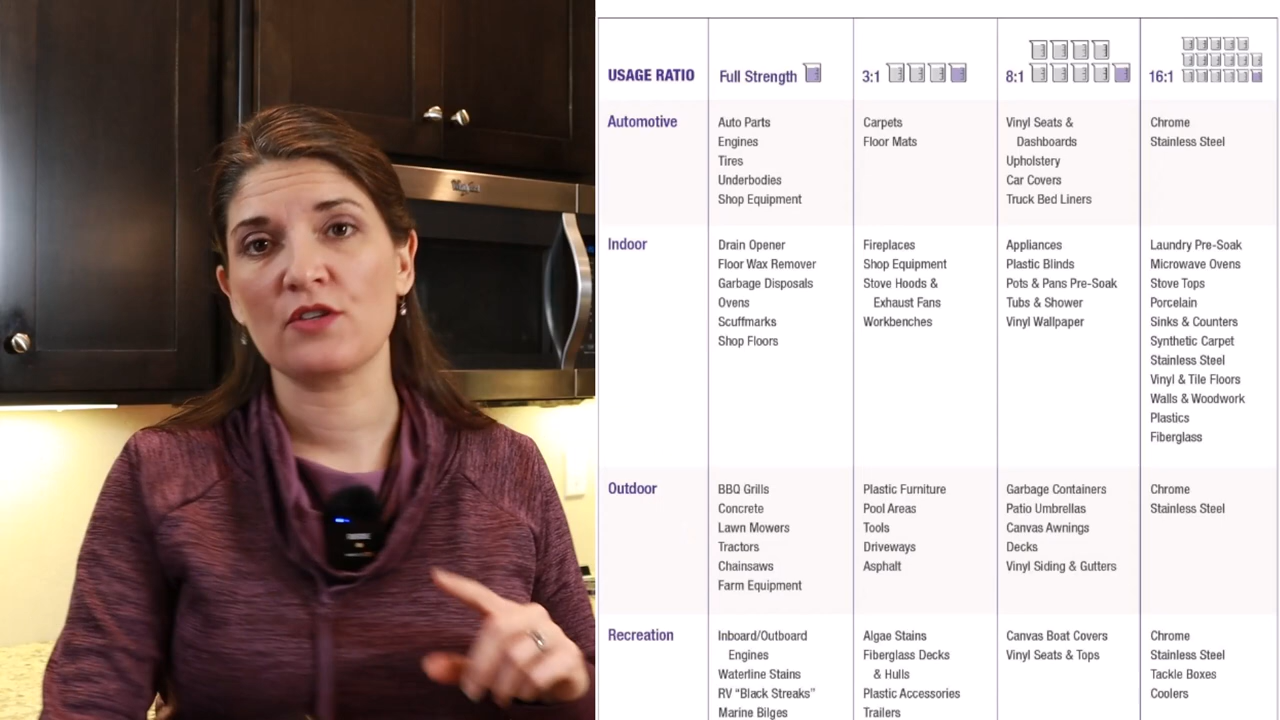 USAGE RATIO
Full Strength
3:1
8:1
16:1
Automotive
Auto Parts
Engines
Tires
Underbodies
Shop Equipment
Carpets
Floor Mats
Vinyl Seats &
Dashboards
Upholstery
Car Covers
Truck Bed Liners
Chrome
Stainless Steel
Indoor
Drain Opener
Floor Wax Remover
Garbage Disposals
Ovens
Scuffmarks
Shop Floors
Fireplaces
Shop Equipment
Stove Hoods &
Exhaust Fans
Workbenches
Appliances
Plastic Blinds
Pots & Pans Pre-Soak
Tubs & Shower
Vinyl Wallpaper
Laundry Pre-Soak
Microwave Ovens
Stove Tops
Porcelain
Sinks & Counters
Synthetic Carpet
Stainless Steel
Vinyl & Tile Floors
Walls & Woodwork
Plastics
Fiberglass
Outdoor
BBQ Grills
Concrete
Lawn Mowers
Tractors
Chainsaws
Farm Equipment
Plastic Furniture
Pool Areas
Tools
Driveways
Asphalt
Garbage Containers
Patio Umbrellas
Canvas Awnings
Decks
Vinyl Siding & Gutters
Chrome
Stainless Steel
Recreation
Inboard/Outboard
Engines
Waterline Stains
RV “Black Streaks”
Marine Bilges
Algae Stains
Fiberglass Decks
& Hulls
Plastic Accessories
Trailers
Canvas Boat Covers
Vinyl Seats & Tops
Chrome
Stainless Steel
Tackle Boxes
Coolers